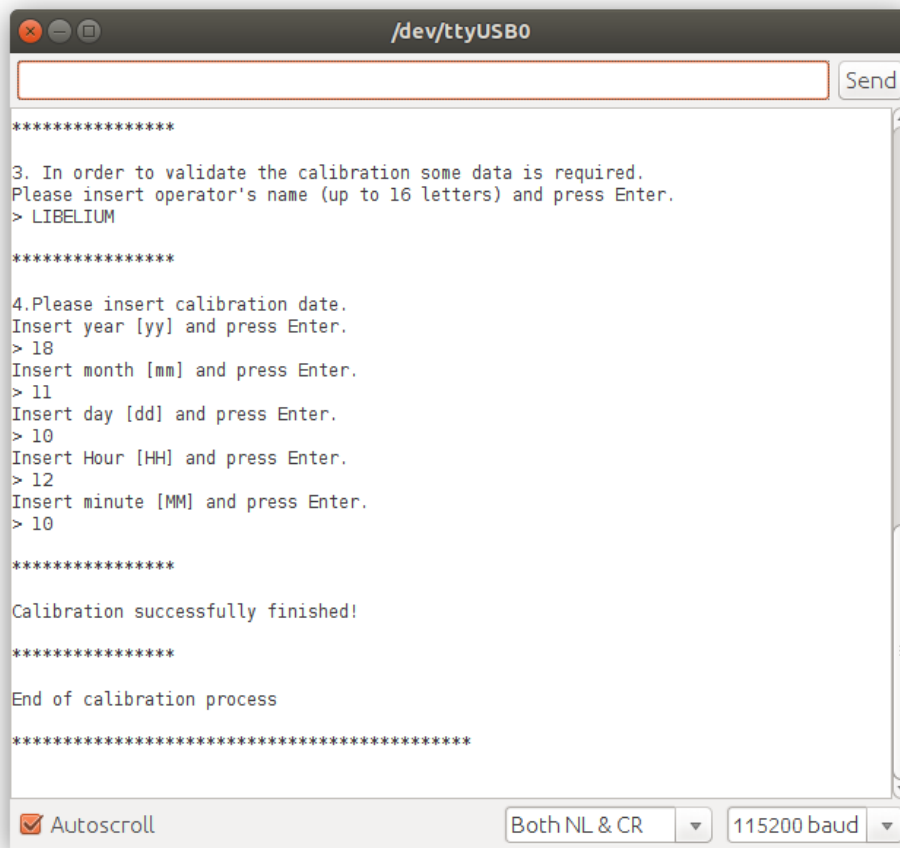 /dev/ttyUSB0
Send
****************
3. In order to validate the calibration some data is required.
Please insert operator's name (up to 16 letters) and press Enter.
> LIBELIUM
****************
4.Please insert calibration date.
Insert year [yy] and press Enter.
> 18
Insert month [mm] and press Enter.
> 11
Insert day [dd] and press Enter.
> 10
Insert Hour [HH] and press Enter.
> 12
Insert minute [MM] and press Enter.
> 10
****************
Calibration successfully finished!
****************
End of calibration process
*********************************************
Autoscroll
Both NL & CR
115200 baud